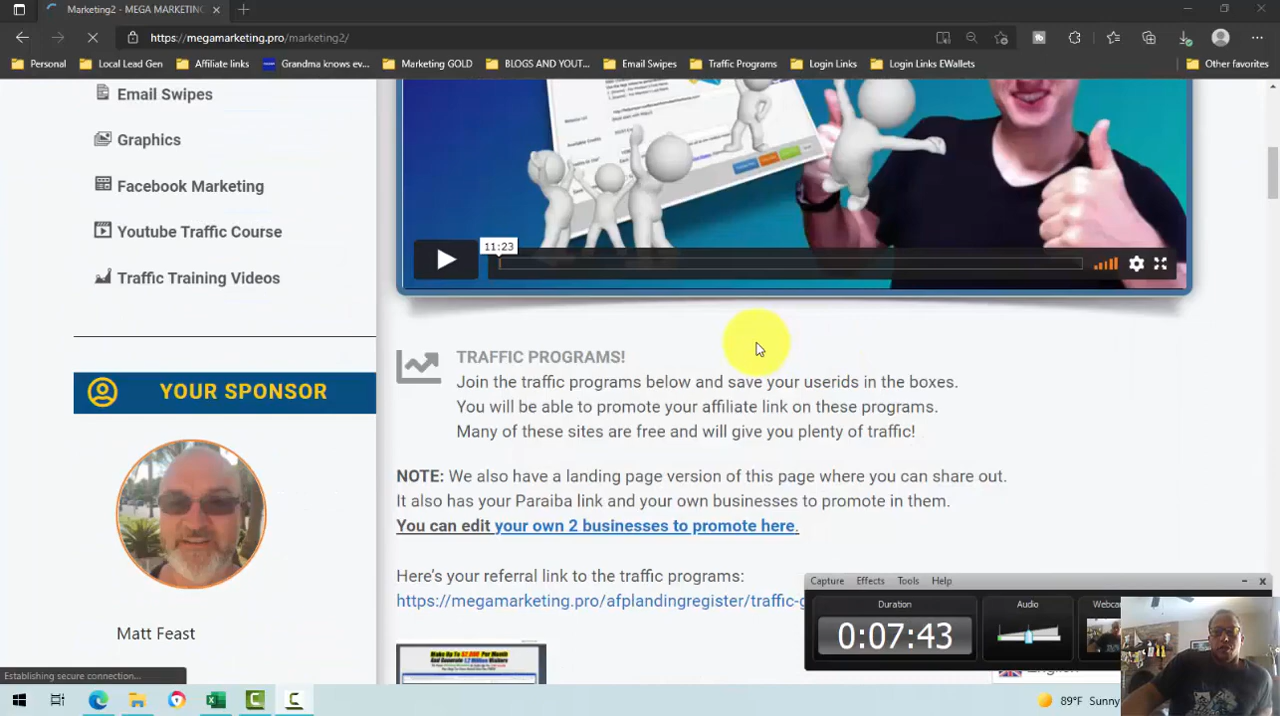 Marketing2 - MEGA MARKETING
https://megamarketing.pro/marketing2/
Personal
Local Lead Gen
Affiliate links
Grandma knows ev...
Marketing GOLD
BLOGS AND YOUT...
Email Swipes
Traffic Programs
Login Links
Login Links EWallets
Other favorites
Email Swipes
Graphics
Facebook Marketing
Youtube Traffic Course
Traffic Training Videos
YOUR SPONSOR
Matt Feast
11:23
TRAFFIC PROGRAMS!
Join the traffic programs below and save your userids in the boxes.
You will be able to promote your affiliate link on these programs.
Many of these sites are free and will give you plenty of traffic!
NOTE: We also have a landing page version of this page where you can share out.
It also has your Paraiba link and your own businesses to promote in them.
You can edit your own 2 businesses to promote here.
Here's your referral link to the traffic programs:
https://megamarketing.pro/afplandingregister/traffic-g
Capture Effects Tools Help
Duration
0:07:43
Audio
Webca
English
Establishing secure connection...
89°F Sunny